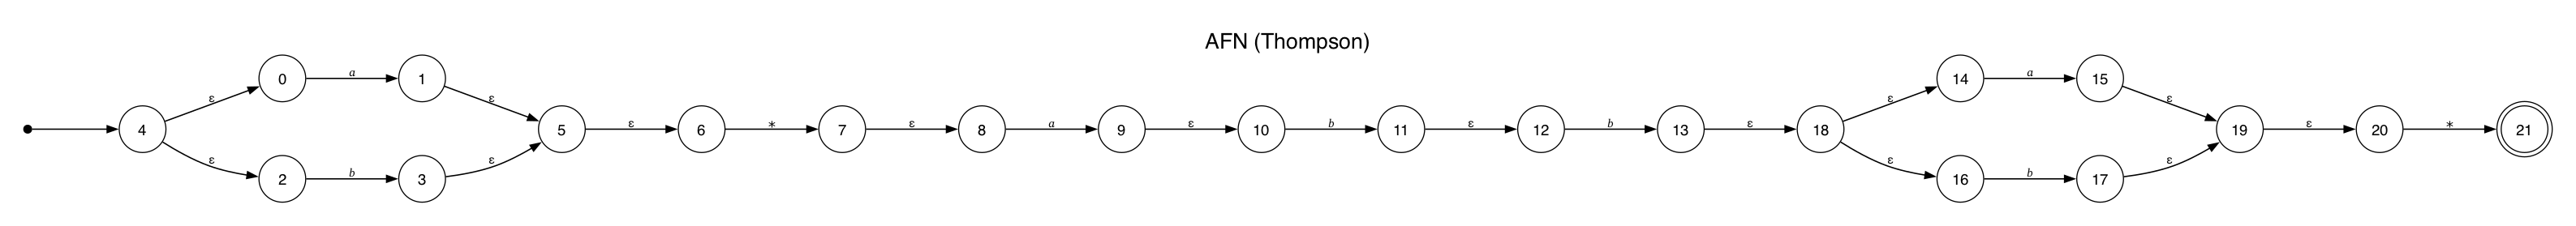 AFN (Thompson)
0 a 1 14 a 15
ε ε ε ε
4 5 ε 6 * 7 ε 8 a 9 ε 10 b 11 ε 12 b 13 ε 18 19 ε 20 * 21
ε ε ε ε
2 b 3 16 b 17